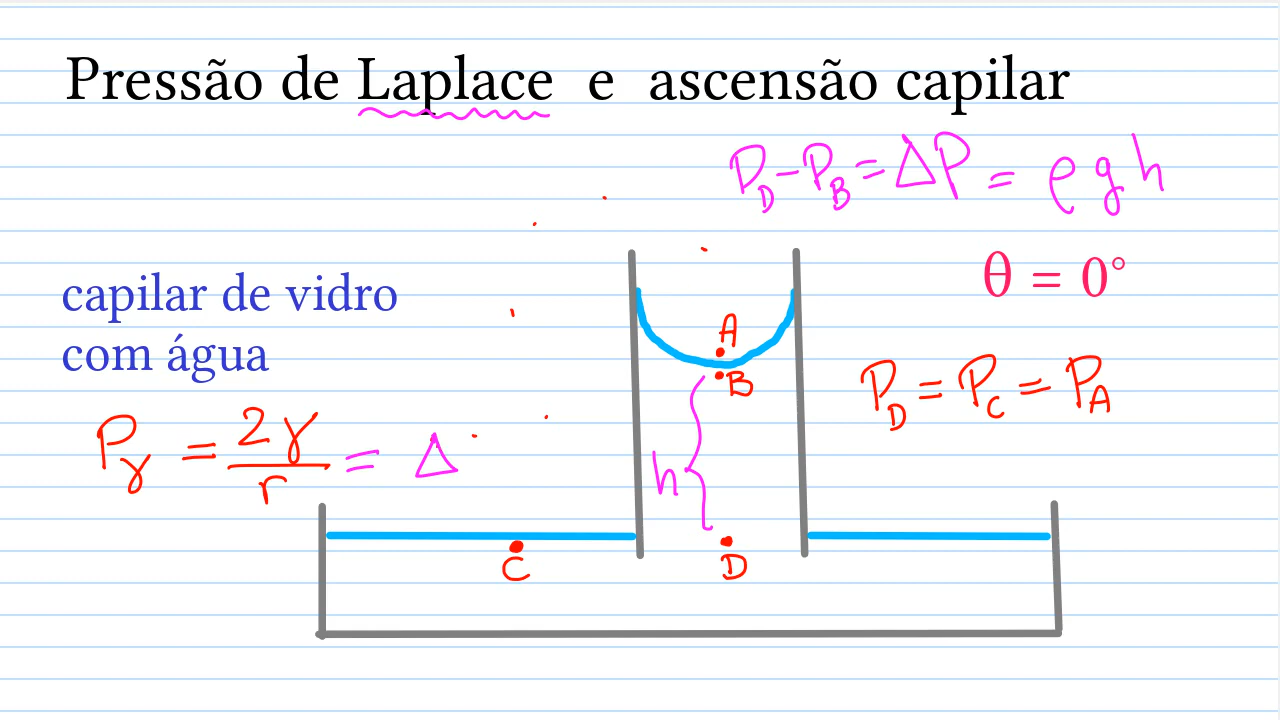 Pressão de Laplace e ascensão capilar
P_D - P_B = ΔP = ρgh
θ = 0°
capilar de vidro
com água
A
B
P_D = P_C = P_A
P_γ = 2γ/r = Δ
h
C
D